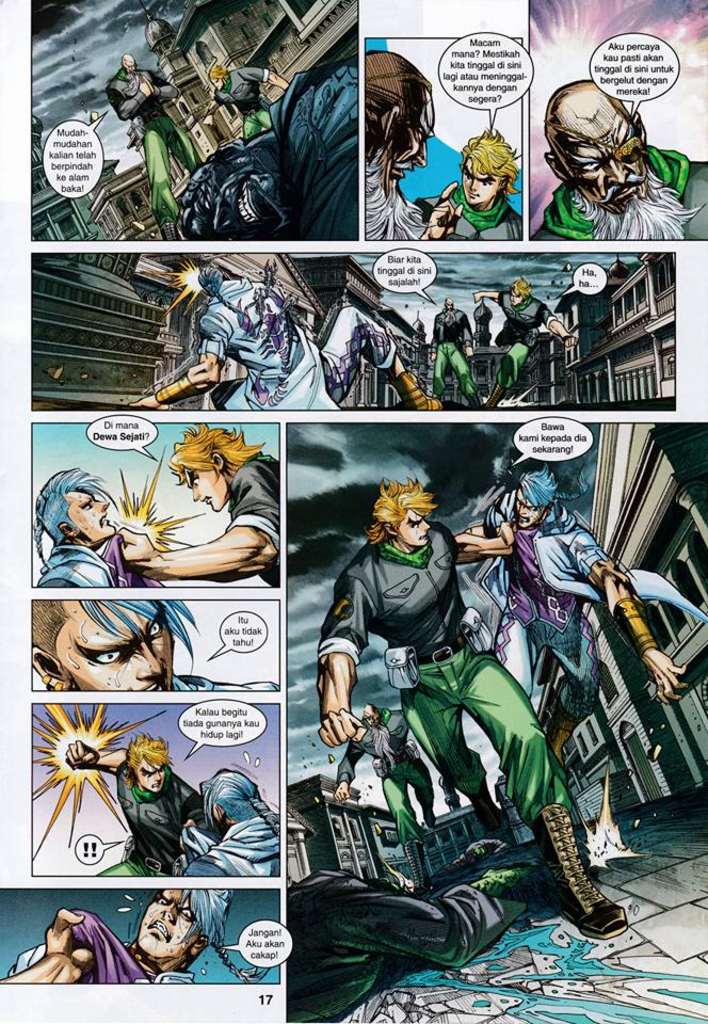 Mudah-
mudahan
kalian telah
berpindah
ke alam
baka!
Macam
mana? Mestikah
kita tinggal di sini
lagi atau meninggal-
kannya dengan
segera?
Aku percaya
kau pasti akan
tinggal di sini untuk
bergelut dengan
mereka!
Biar kita
tinggal di sini
sajalah!
Ha,
ha...
Di mana
Dewa Sejati?
Itu
aku tidak
tahu!
Kalau begitu
tiada gunanya kau
hidup lagi!
!!
Jangan!
Aku akan
cakap!
Bawa
kami kepada dia
sekarang!
17